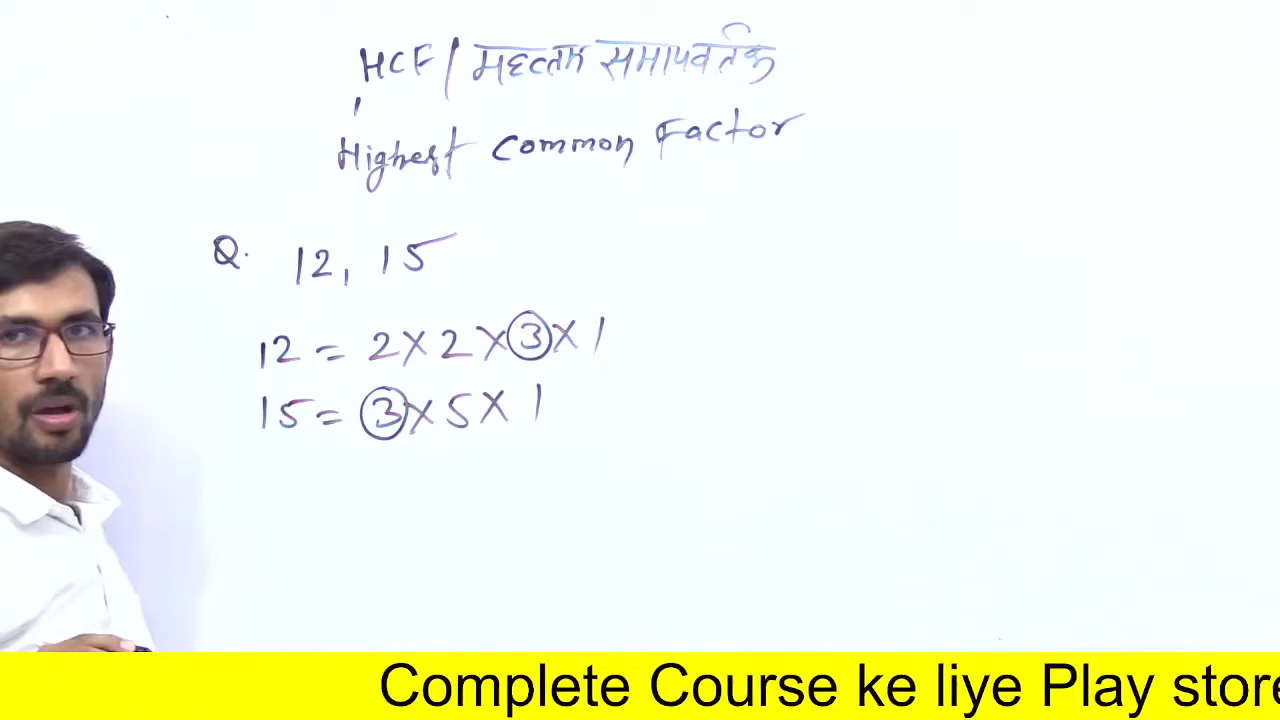 HCF / महत्तम समापवर्तक
Highest Common Factor
Q. 12, 15
12 = 2 × 2 × 3 × 1
15 = 3 × 5 × 1
Complete Course ke liye Play store